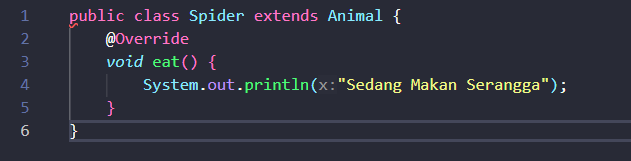 1 public class Spider extends Animal {
2 @Override
3 void eat() {
4 System.out.println(x:"Sedang Makan Serangga");
5 }
6 }